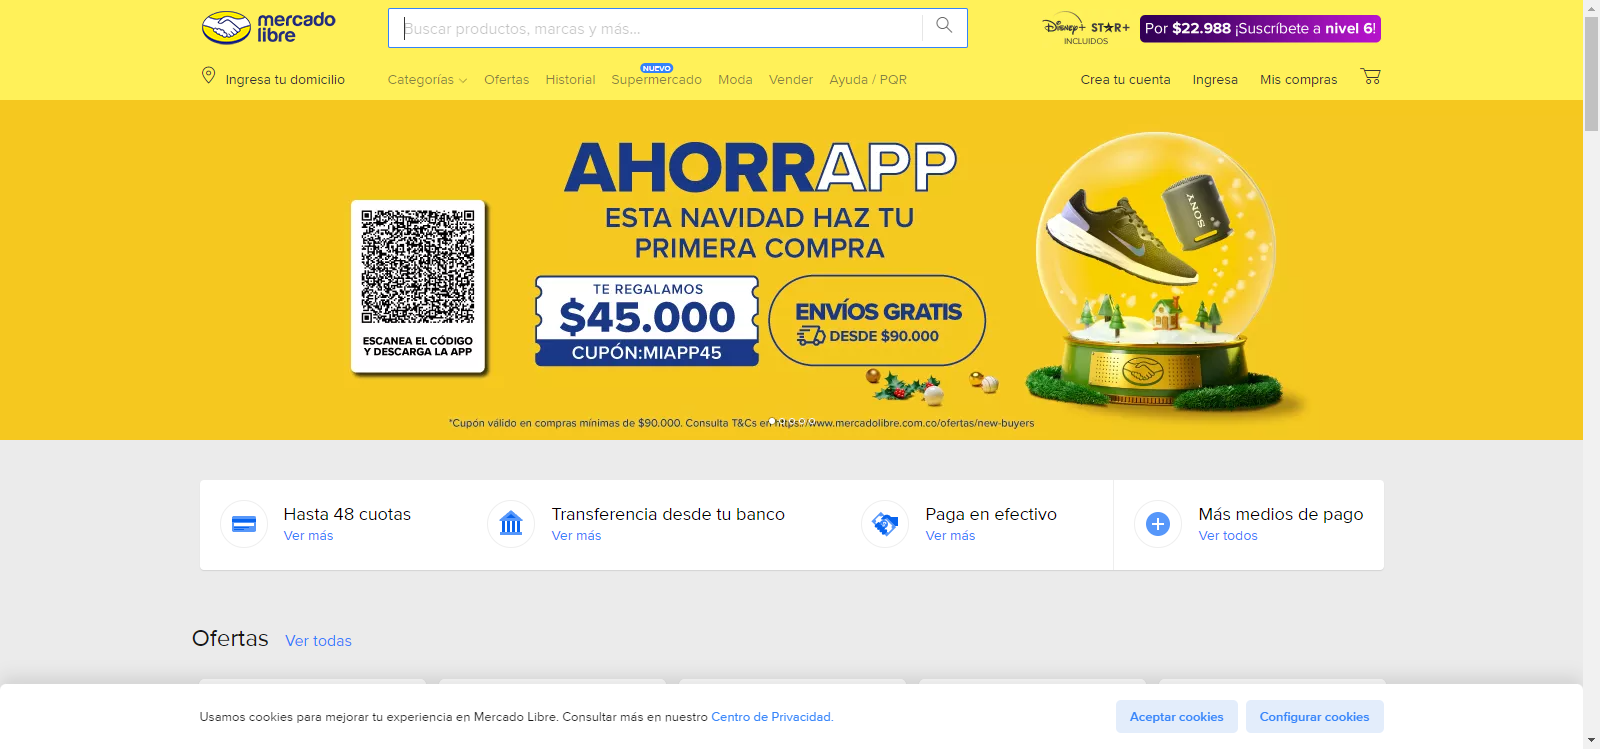 mercado
libre
Buscar productos, marcas y más...
Disney+ STAR+
INCLUIDOS
Por $22.988 ¡Suscríbete a nivel 6!
Ingresa tu domicilio
Categorías
Ofertas
Historial
NUEVO
Supermercado
Moda
Vender
Ayuda / PQR
Crea tu cuenta
Ingresa
Mis compras
AHORRAPP
ESTA NAVIDAD HAZ TU
PRIMERA COMPRA
TE REGALAMOS
$45.000
CUPÓN:MIAPP45
ENVÍOS GRATIS
DESDE $90.000
ESCANEA EL CÓDIGO
Y DESCARGA LA APP
SONY
*Cupón válido en compras mínimas de $90.000. Consulta T&Cs en https://www.mercadolibre.com.co/ofertas/new-buyers
Hasta 48 cuotas
Ver más
Transferencia desde tu banco
Ver más
Paga en efectivo
Ver más
Más medios de pago
Ver todos
Ofertas Ver todas
Usamos cookies para mejorar tu experiencia en Mercado Libre. Consultar más en nuestro Centro de Privacidad.
Aceptar cookies
Configurar cookies